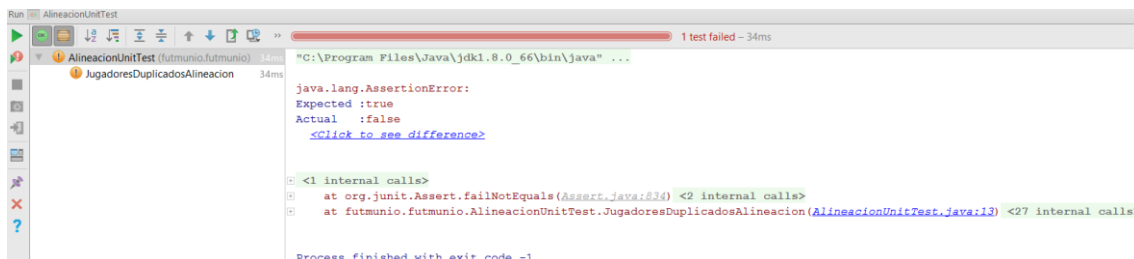 Run AlineacionUnitTest
1 test failed – 34ms
AlineacionUnitTest (futmunio.futmunio) 34ms
JugadoresDuplicadosAlineacion 34ms
"C:\Program Files\Java\jdk1.8.0_66\bin\java" ...
java.lang.AssertionError:
Expected :true
Actual :false
<Click to see difference>
<1 internal calls>
at org.junit.Assert.failNotEquals(Assert.java:834) <2 internal calls>
at futmunio.futmunio.AlineacionUnitTest.JugadoresDuplicadosAlineacion(AlineacionUnitTest.java:13) <27 internal calls
Process finished with exit code -1